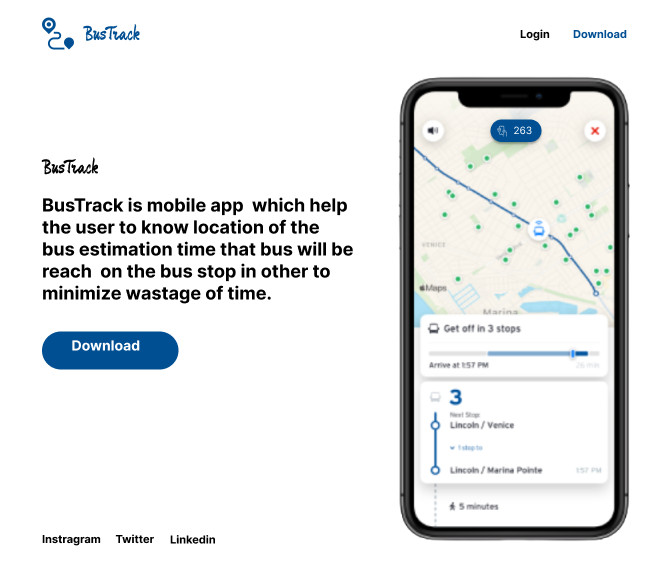 BusTrack
Login
Download
BusTrack
BusTrack is mobile app which help
the user to know location of the
bus estimation time that bus will be
reach on the bus stop in other to
minimize wastage of time.
Download
263
VENICE
Maps
Marina
Get off in 3 stops
Arrive at 1:57 PM
3
Next Stop:
Lincoln / Venice
1 stop to
Lincoln / Marina Pointe
1:57 PM
5 minutes
Instragram
Twitter
Linkedin